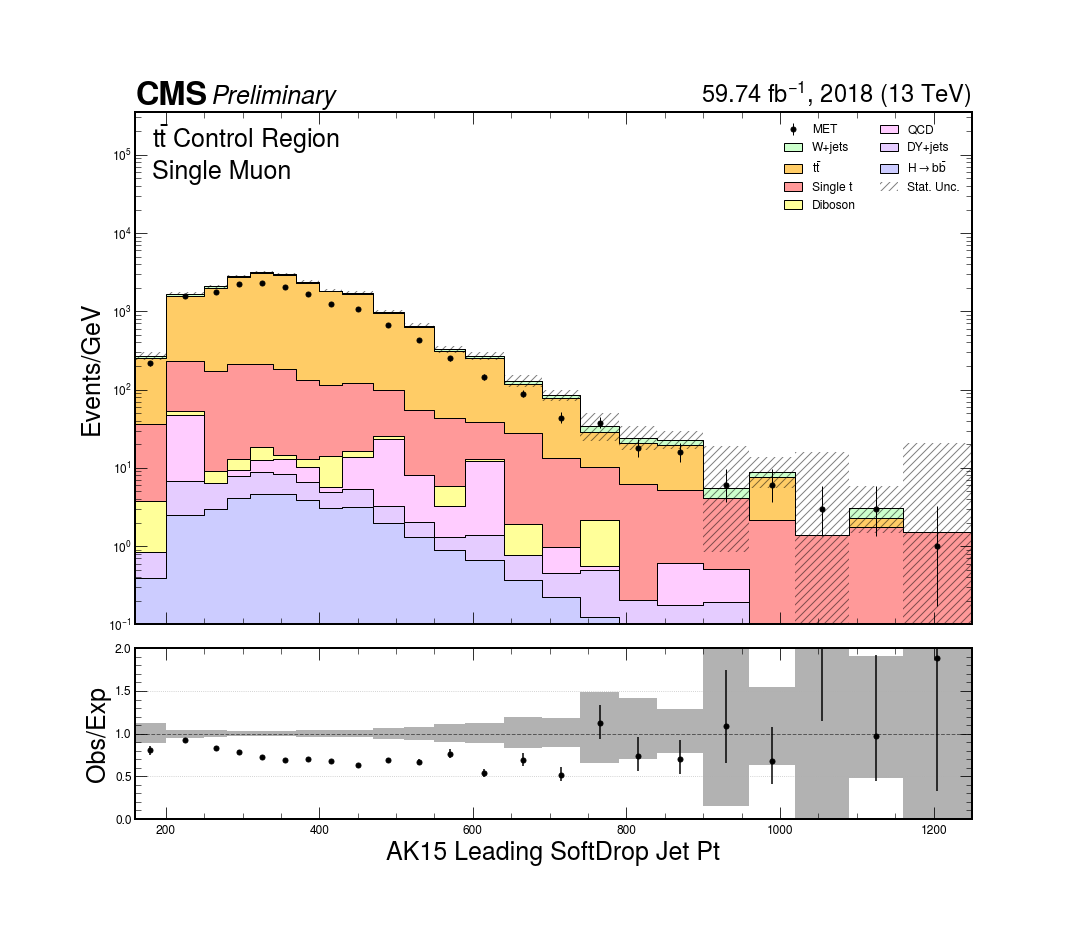 CMS Preliminary
59.74 fb⁻¹, 2018 (13 TeV)
tt̄ Control Region
Single Muon
MET
W+jets
tt̄
Single t
Diboson
QCD
DY+jets
H→bb̄
Stat. Unc.
Events/GeV
10⁵
10⁴
10³
10²
10¹
10⁰
10⁻¹
Obs/Exp
2.0
1.5
1.0
0.5
0.0
200 400 600 800 1000 1200
AK15 Leading SoftDrop Jet Pt